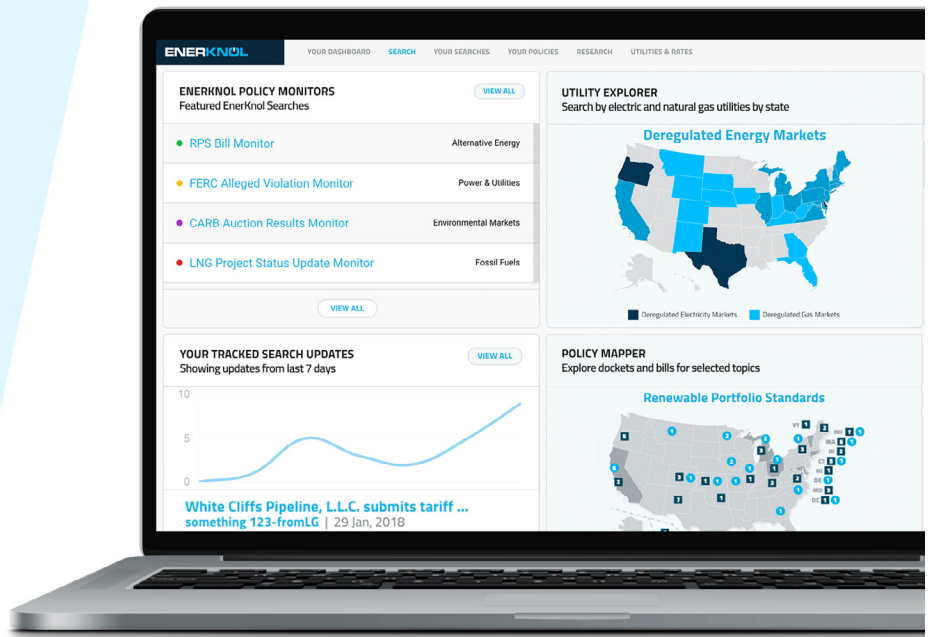 ENERKNOL
YOUR DASHBOARD SEARCH YOUR SEARCHES YOUR POLICIES RESEARCH UTILITIES & RATES
ENERKNOL POLICY MONITORS
Featured EnerKnol Searches
VIEW ALL
RPS Bill Monitor
Alternative Energy
FERC Alleged Violation Monitor
Power & Utilities
CARB Auction Results Monitor
Environmental Markets
LNG Project Status Update Monitor
Fossil Fuels
VIEW ALL
UTILITY EXPLORER
Search by electric and natural gas utilities by state
Deregulated Energy Markets
Deregulated Electricity Markets
Deregulated Gas Markets
YOUR TRACKED SEARCH UPDATES
Showing updates from last 7 days
VIEW ALL
10
5
0
White Cliffs Pipeline, L.L.C. submits tariff ...
something 123-fromLG | 29 Jan, 2018
POLICY MAPPER
Explore dockets and bills for selected topics
Renewable Portfolio Standards
VT
NH
MA
RI
CT
NJ
DE
MD
DC